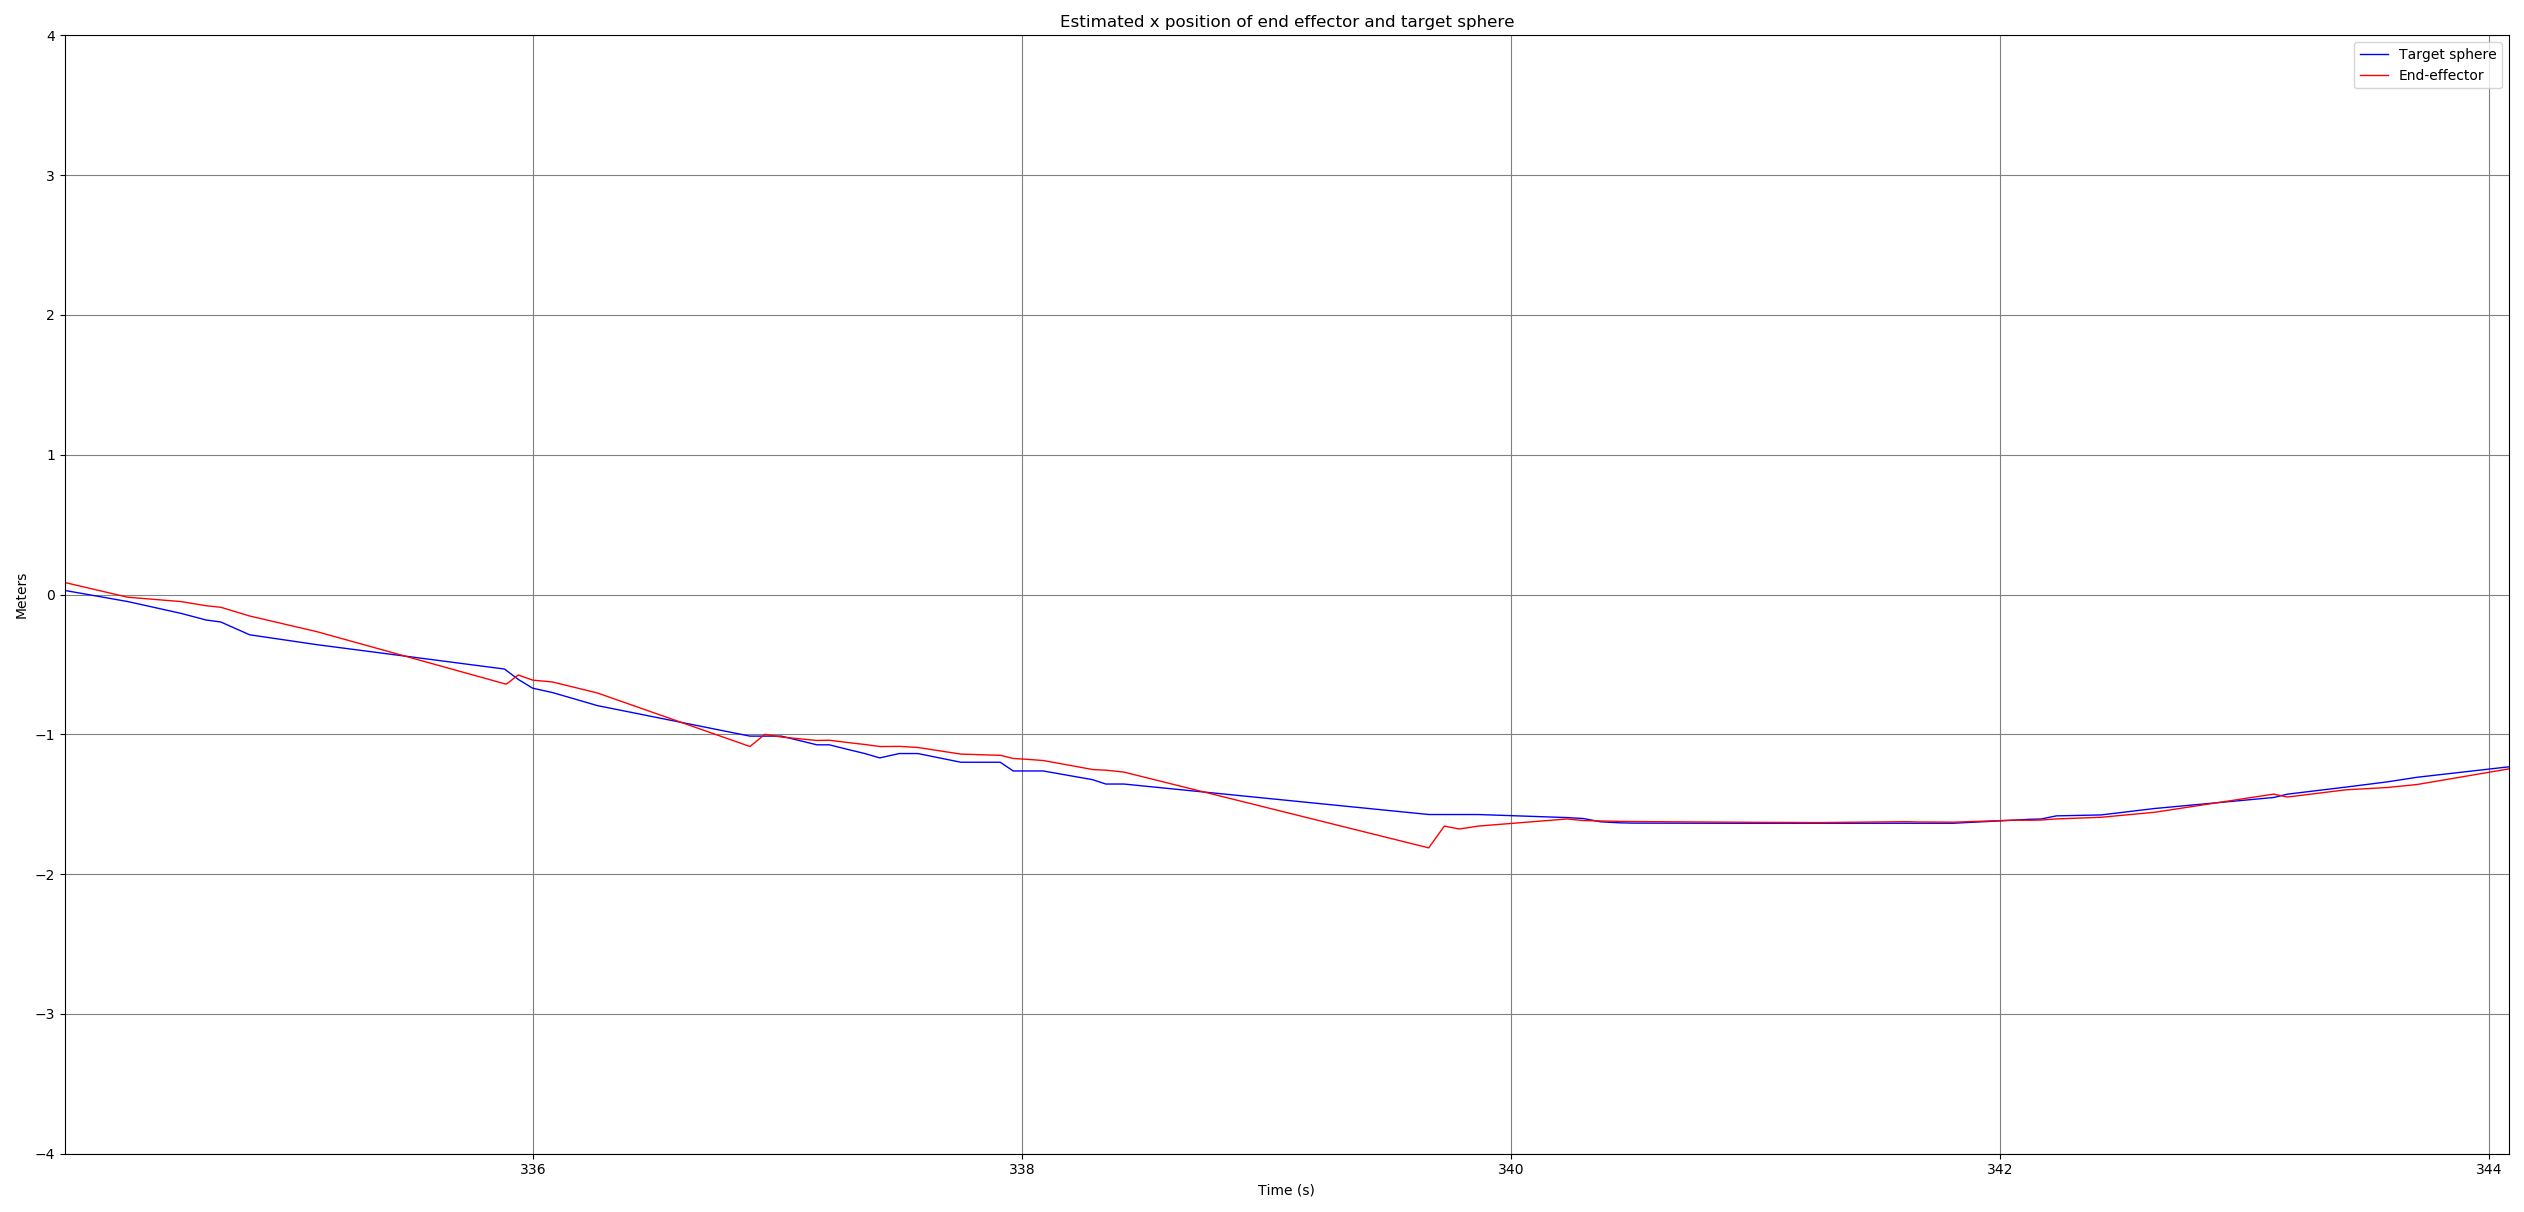 Estimated x position of end effector and target sphere
4
Target sphere
End-effector
3
2
1
0
Meters
−1
−2
−3
−4
336 338 340 342 344
Time (s)